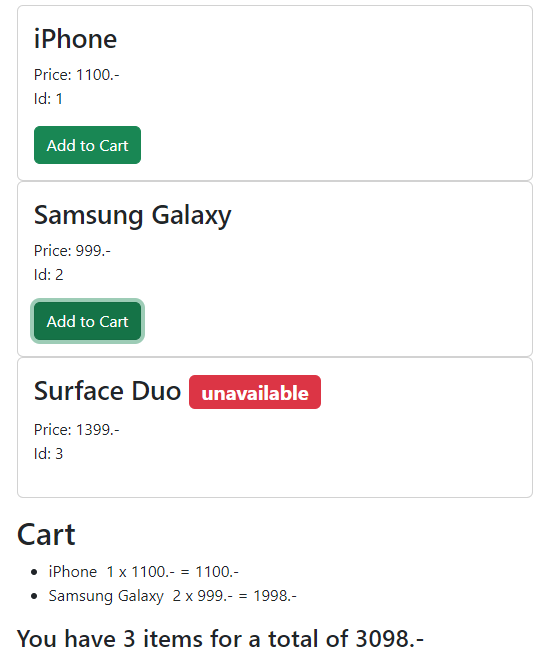 iPhone
Price: 1100.-
Id: 1
Add to Cart
Samsung Galaxy
Price: 999.-
Id: 2
Add to Cart
Surface Duo unavailable
Price: 1399.-
Id: 3
Cart
iPhone 1 x 1100.- = 1100.-
Samsung Galaxy 2 x 999.- = 1998.-
You have 3 items for a total of 3098.-